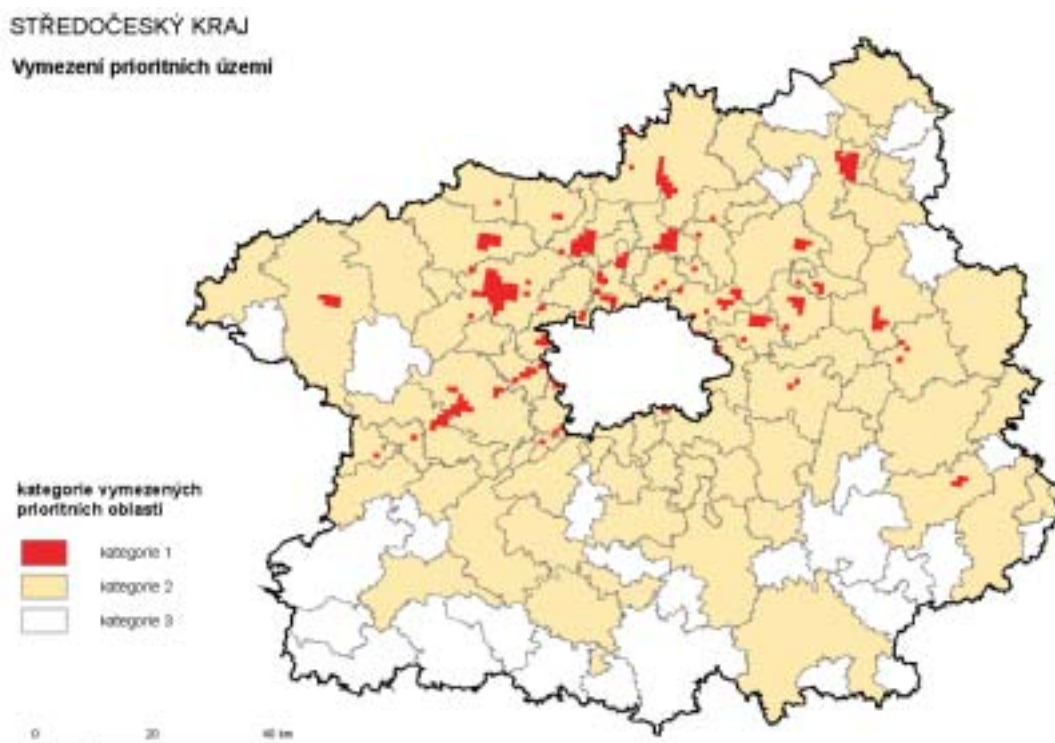 STŘEDOČESKÝ KRAJ
Vymezení prioritních území
kategorie vymezených
prioritních oblastí
kategorie 1
kategorie 2
kategorie 3
0 20 40 km